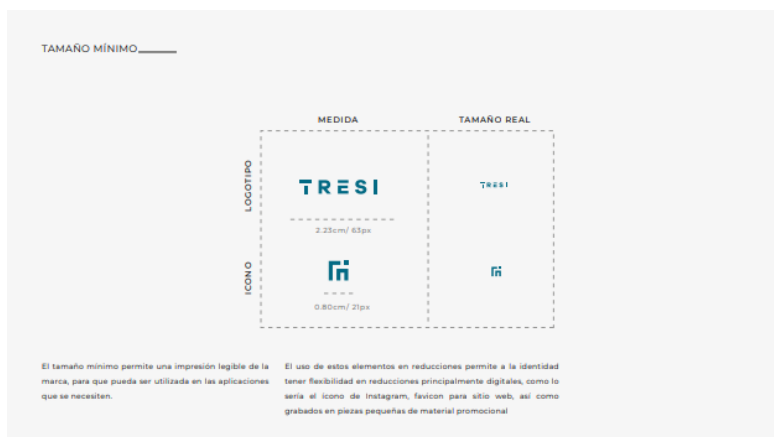 TAMAÑO MÍNIMO
MEDIDA
TAMAÑO REAL
LOGOTIPO
TRESI
TRESI
2.23cm/ 63px
ICONO
0.80cm/ 21px
El tamaño mínimo permite una impresión legible de la
marca, para que pueda ser utilizada en las aplicaciones
que se necesiten.
El uso de estos elementos en reducciones permite a la identidad
tener flexibilidad en reducciones principalmente digitales, como lo
sería el ícono de Instagram, favicon para sitio web, así como
grabados en piezas pequeñas de material promocional